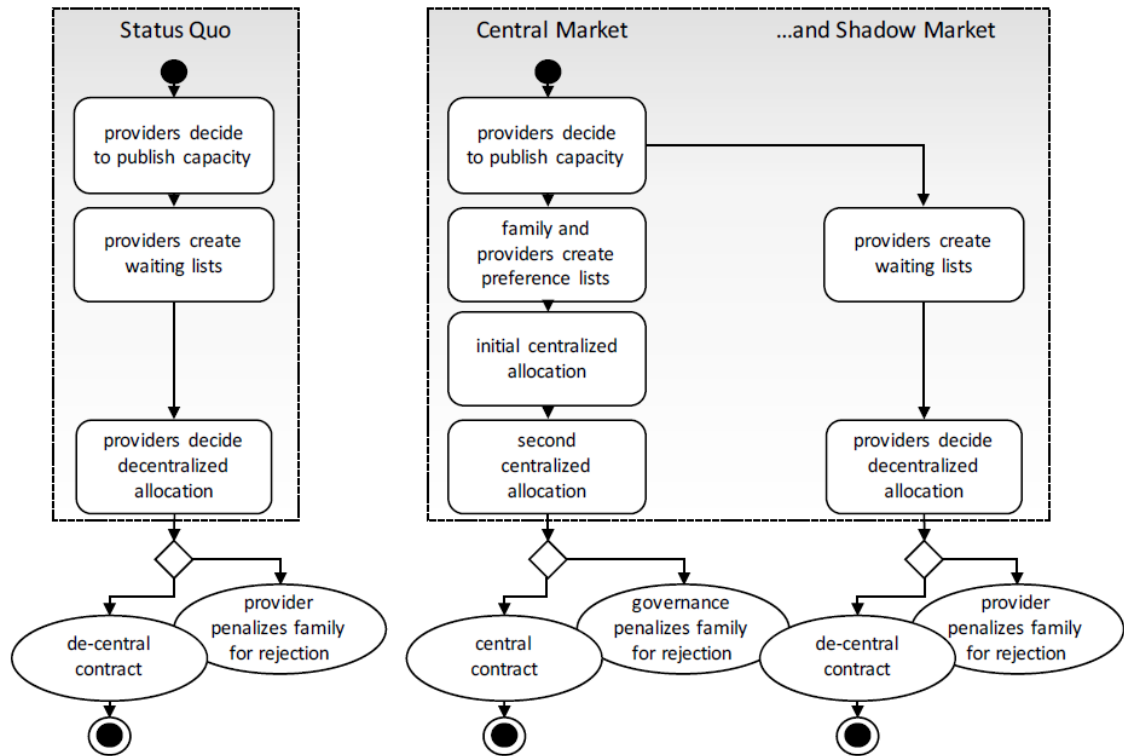 Status Quo
providers decide
to publish capacity
providers create
waiting lists
providers decide
decentralized
allocation
provider
penalizes family
for rejection
de-central
contract
Central Market
...and Shadow Market
providers decide
to publish capacity
family and
providers create
preference lists
initial centralized
allocation
second
centralized
allocation
governance
penalizes family
for rejection
central
contract
providers create
waiting lists
providers decide
decentralized
allocation
provider
penalizes family
for rejection
de-central
contract